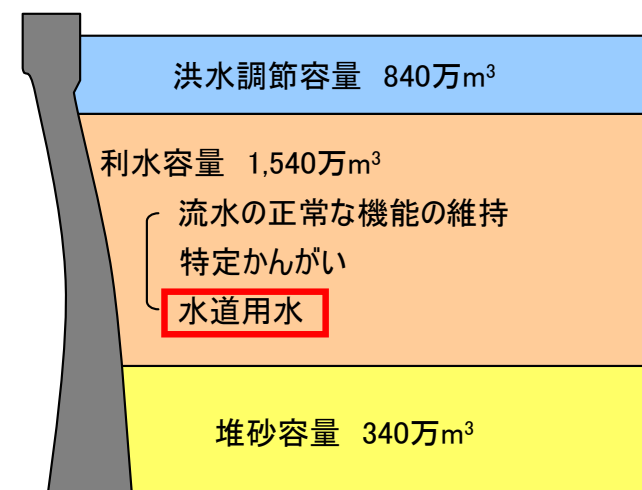 洪水調節容量 840万m³
利水容量 1,540万m³
流水の正常な機能の維持
特定かんがい
水道用水
堆砂容量 340万m³